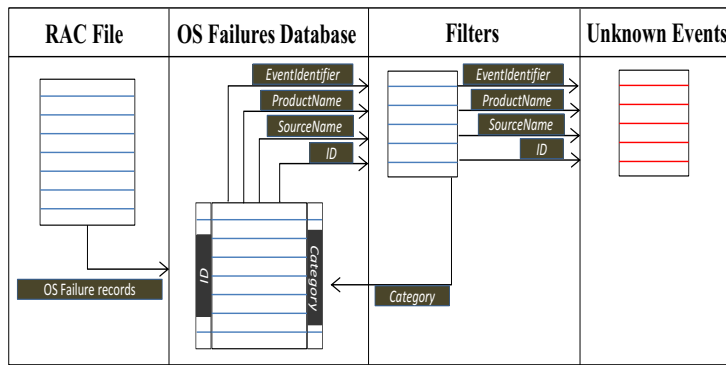 RAC File
OS Failures Database
Filters
Unknown Events
EventIdentifier
ProductName
SourceName
ID
EventIdentifier
ProductName
SourceName
ID
OS Failure records
ID
Category
Category